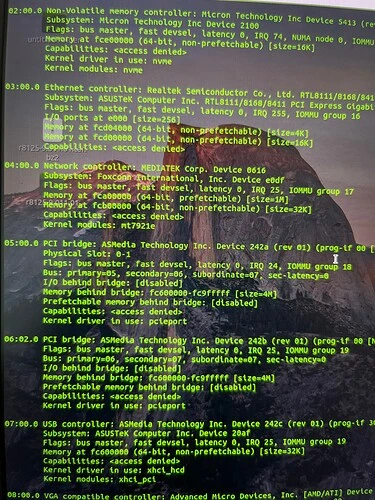 02:00.0 Non-Volatile memory controller: Micron Technology Inc Device 5413 (rev
Subsystem: Micron Technology Inc Device 2100
Flags: bus master, fast devsel, latency 0, IRQ 74, NUMA node 0, IOMMU
Memory at fce00000 (64-bit, non-prefetchable) [size=16K]
Capabilities: <access denied>
Kernel driver in use: nvme
Kernel modules: nvme
03:00.0 Ethernet controller: Realtek Semiconductor Co., Ltd. RTL8111/8168/8411
Subsystem: ASUSTeK Computer Inc. RTL8111/8168/8411 PCI Express Gigabit
Flags: bus master, fast devsel, latency 0, IRQ 255, IOMMU group 16
I/O ports at e000 [size=256]
Memory at fcd04000 (64-bit, non-prefetchable) [size=4K]
Memory at fcd00000 (64-bit, non-prefetchable) [size=16K]
Capabilities: <access denied>
04:00.0 Network controller: MEDIATEK Corp. Device 0616
Subsystem: Foxconn International, Inc. Device e0df
Flags: bus master, fast devsel, latency 0, IRQ 25, IOMMU group 17
Memory at fca00000 (64-bit, prefetchable) [size=1M]
Memory at fcb00000 (64-bit, non-prefetchable) [size=32K]
Capabilities: <access denied>
Kernel modules: mt7921e
05:00.0 PCI bridge: ASMedia Technology Inc. Device 242a (rev 01) (prog-if 00 [
Physical Slot: 0-1
Flags: bus master, fast devsel, latency 0, IRQ 24, IOMMU group 18
Bus: primary=05, secondary=06, subordinate=07, sec-latency=0
I/O behind bridge: [disabled]
Memory behind bridge: fc600000-fc9fffff [size=4M]
Prefetchable memory behind bridge: [disabled]
Capabilities: <access denied>
Kernel driver in use: pcieport
06:02.0 PCI bridge: ASMedia Technology Inc. Device 242b (rev 01) (prog-if 00 [N
Flags: bus master, fast devsel, latency 0, IRQ 25, IOMMU group 19
Bus: primary=06, secondary=07, subordinate=07, sec-latency=0
I/O behind bridge: [disabled]
Memory behind bridge: fc600000-fc9fffff [size=4M]
Prefetchable memory behind bridge: [disabled]
Capabilities: <access denied>
Kernel driver in use: pcieport
07:00.0 USB controller: ASMedia Technology Inc. Device 242c (rev 01) (prog-if 30
Subsystem: ASUSTeK Computer Inc. Device 20af
Flags: bus master, fast devsel, latency 0, IRQ 25, IOMMU group 19
Memory at fc600000 (64-bit, non-prefetchable) [size=32K]
Capabilities: <access denied>
Kernel driver in use: xhci_hcd
Kernel modules: xhci_pci
08:00.0 VGA compatible controller: Advanced Micro Devices, Inc. [AMD/ATI] Device